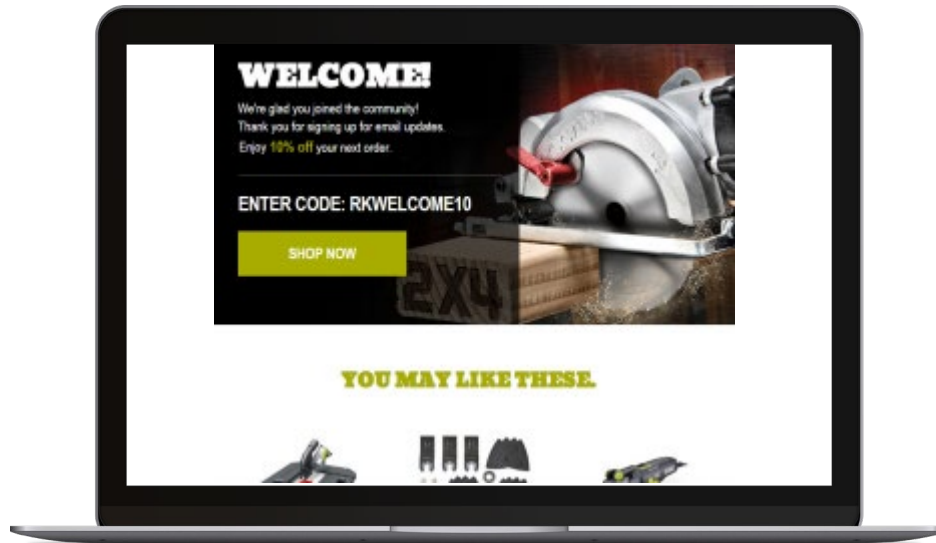 WELCOME!
We're glad you joined the community!
Thank you for signing up for email updates.
Enjoy 10% off your next order.
ENTER CODE: RKWELCOME10
SHOP NOW
2X4
YOU MAY LIKE THESE.